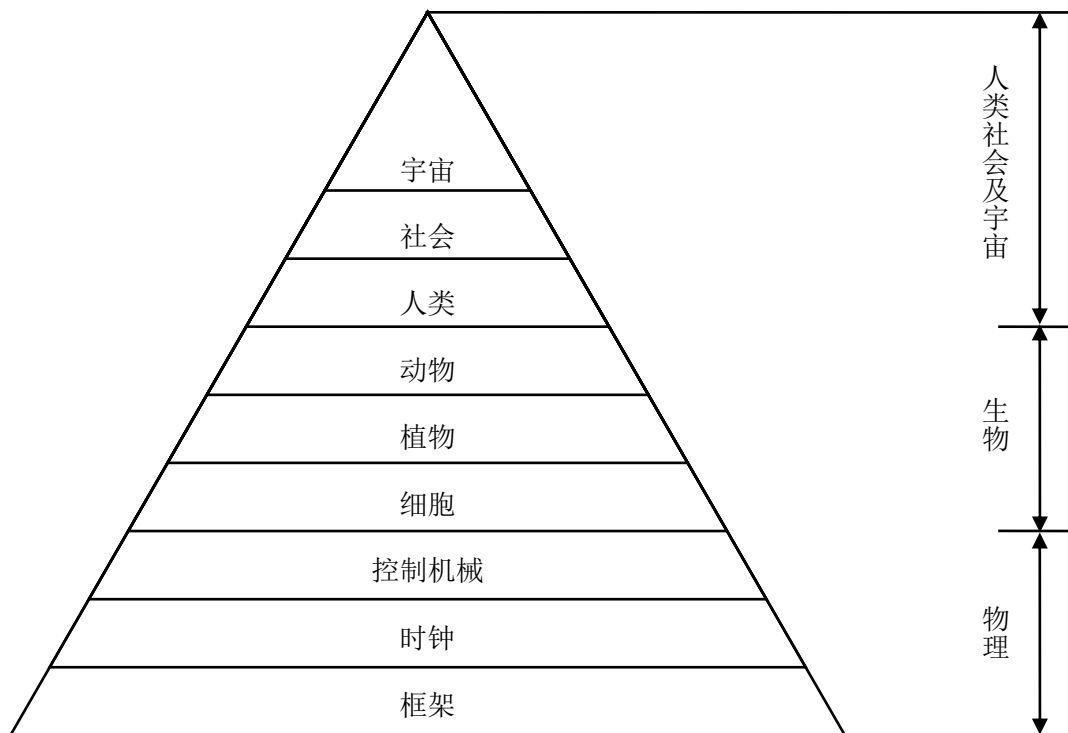 宇宙
社会
人类
动物
植物
细胞
控制机械
时钟
框架
人类社会及宇宙
生物
物理